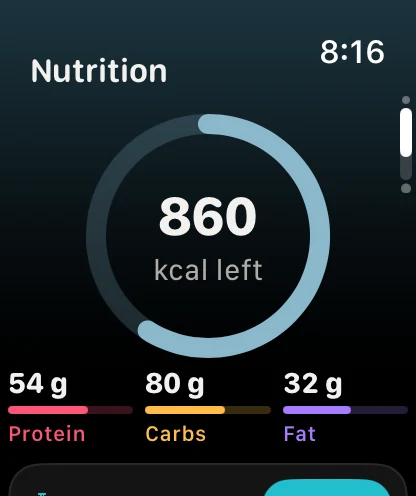 8:16
Nutrition
860
kcal left
54 g 80 g 32 g
Protein Carbs Fat